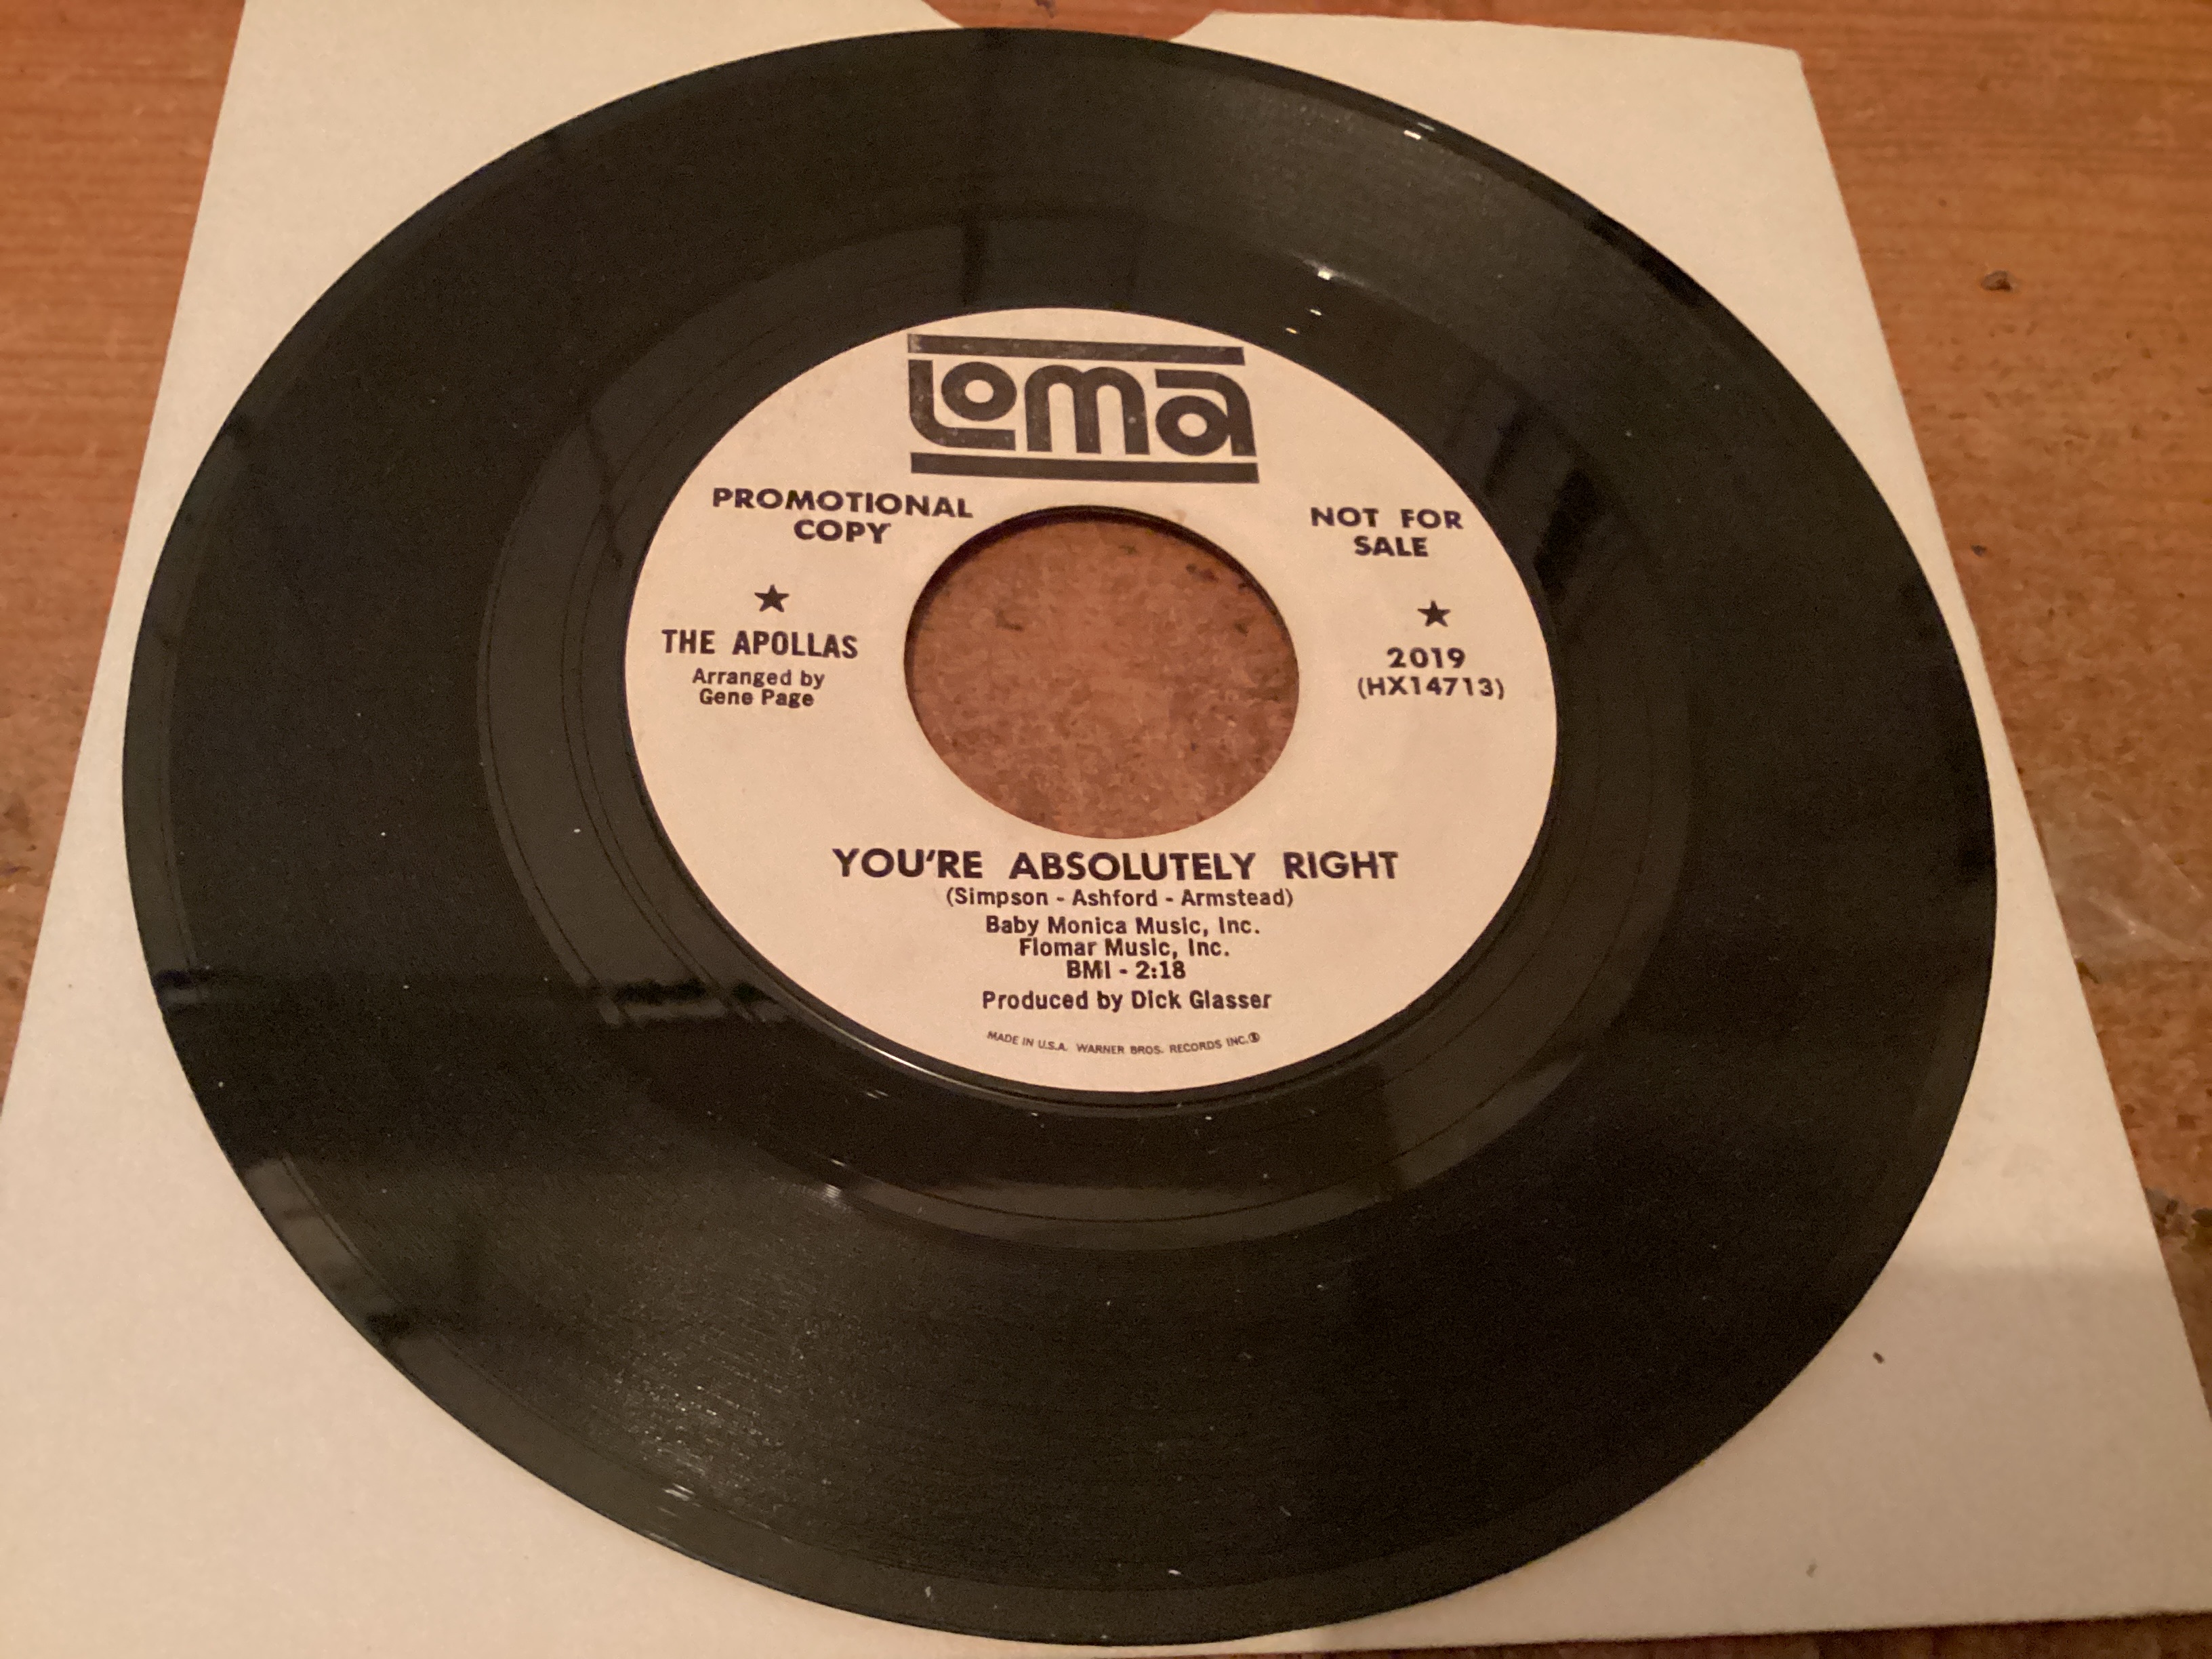 Loma
PROMOTIONAL
COPY
NOT FOR
SALE
THE APOLLAS
Arranged by
Gene Page
2019
(HX14713)
YOU'RE ABSOLUTELY RIGHT
(Simpson - Ashford - Armstead)
Baby Monica Music, Inc.
Flomar Music, Inc.
BMI - 2:18
Produced by Dick Glasser
MADE IN U.S.A. WARNER BROS. RECORDS INC.